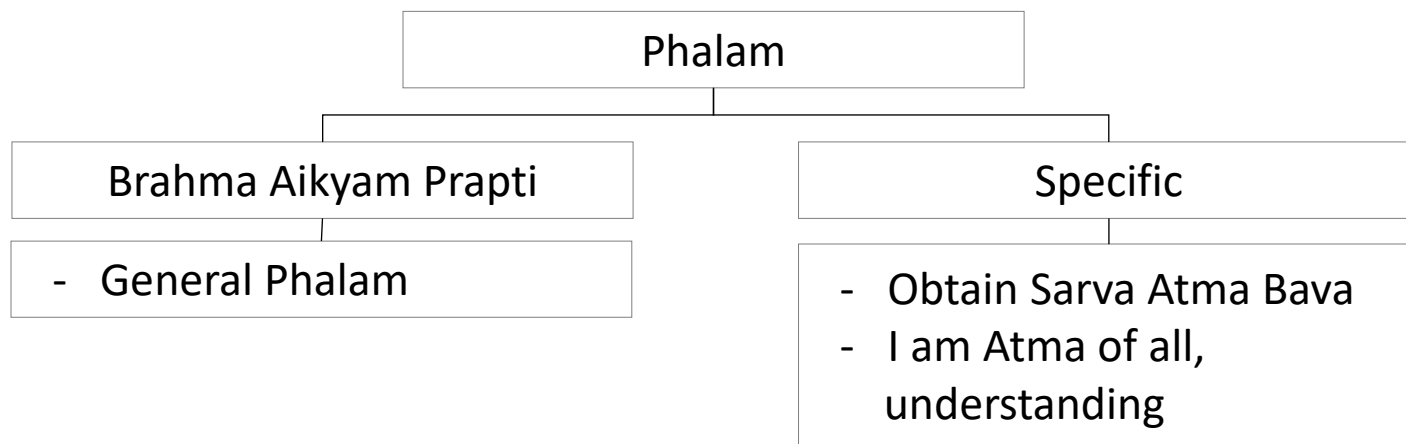 Phalam
Brahma Aikyam Prapti
- General Phalam
Specific
- Obtain Sarva Atma Bava
- I am Atma of all,
understanding